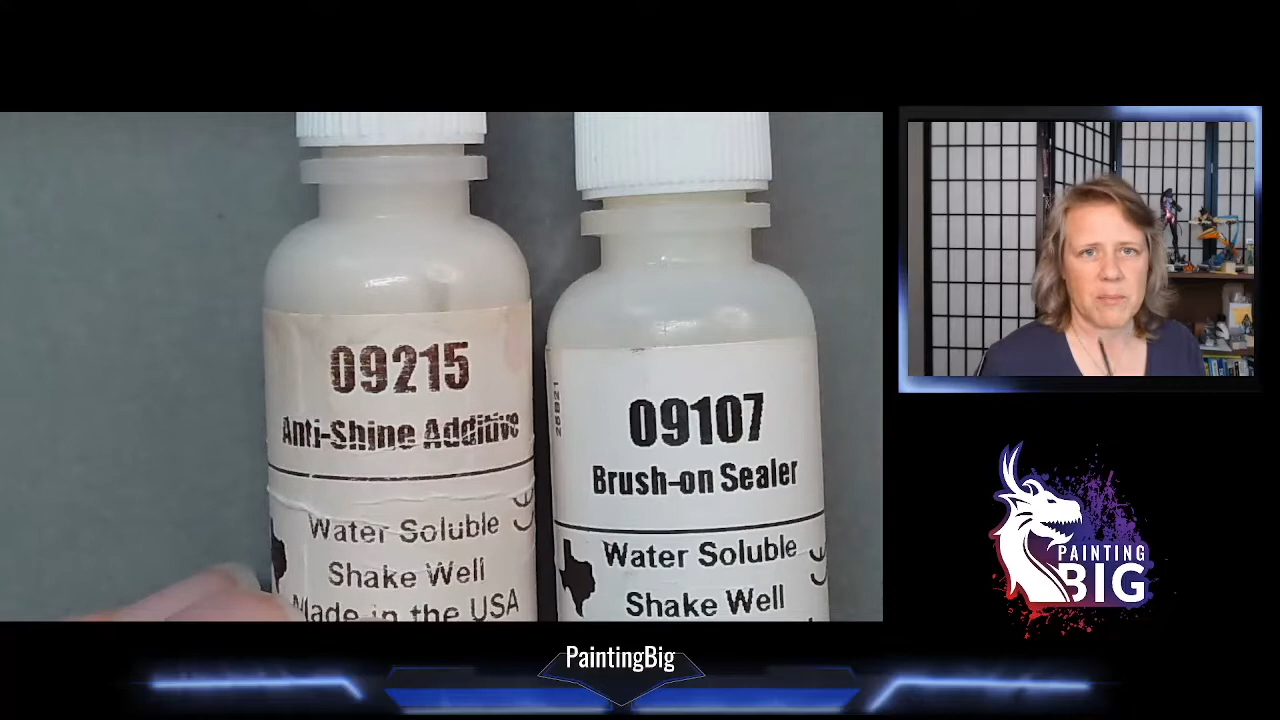 09215
Anti-Shine Additive
Water Soluble
Shake Well
Made in the USA
26821
09107
Brush-on Sealer
Water Soluble
Shake Well
PAINTING
BIG
PaintingBig